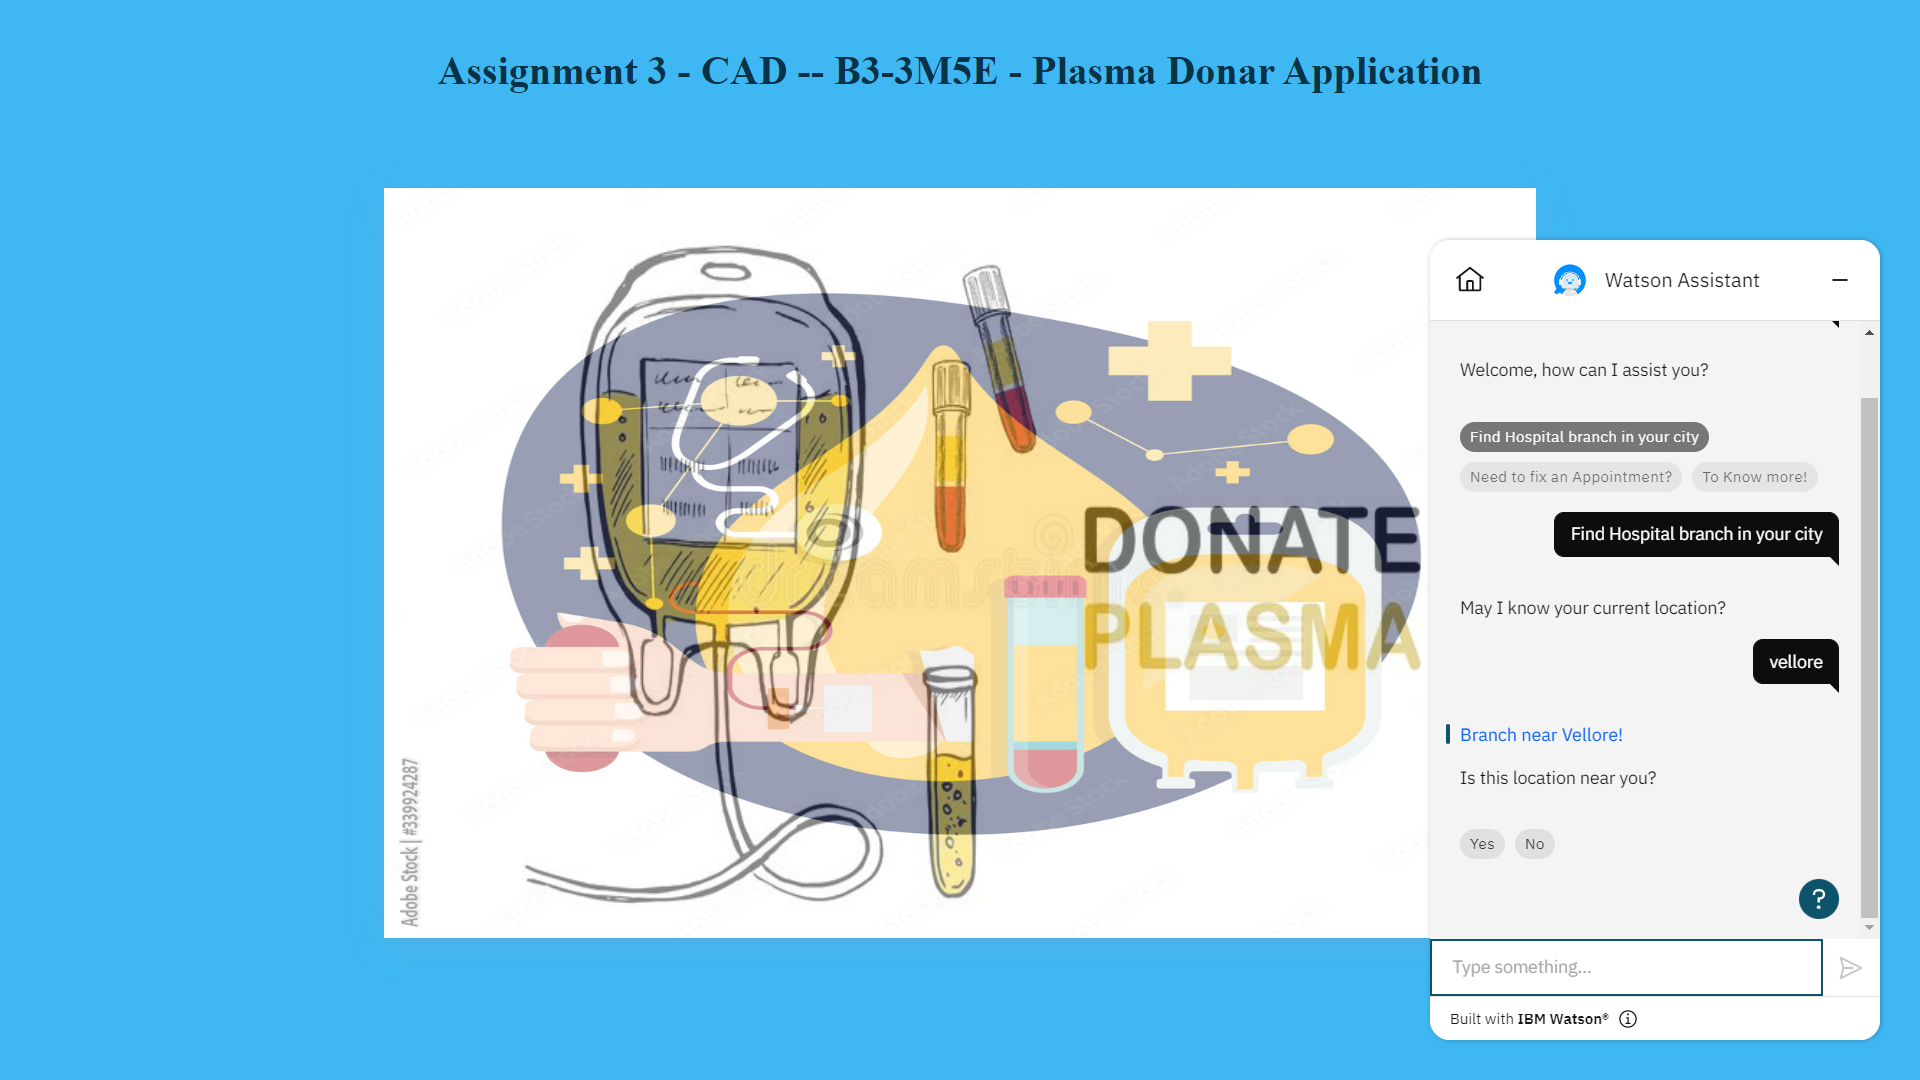 Assignment 3 - CAD -- B3-3M5E - Plasma Donar Application
DONATE
PLASMA
dreamstime
Adobe Stock | #339924287
Watson Assistant
Welcome, how can I assist you?
Find Hospital branch in your city
Need to fix an Appointment? To Know more!
Find Hospital branch in your city
May I know your current location?
vellore
Branch near Vellore!
Is this location near you?
Yes No
?
Type something...
Built with IBM Watson®